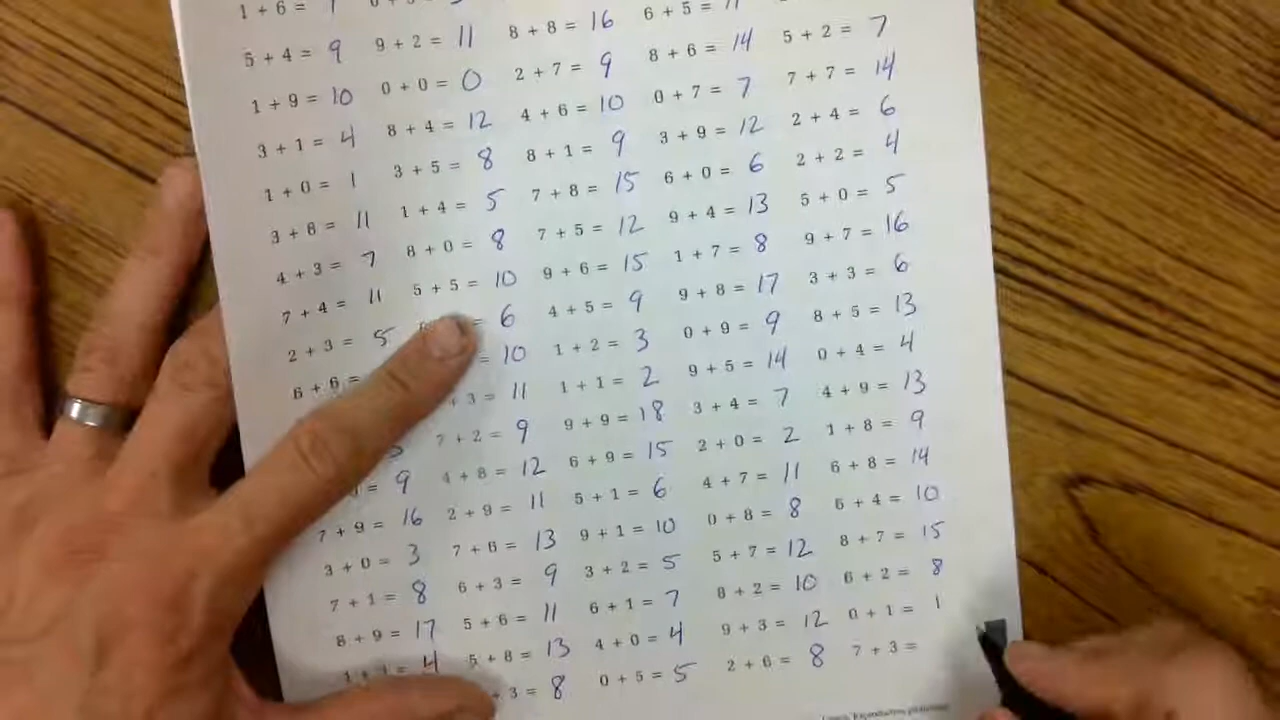 1 + 6 =
5 + 4 = 9 9 + 2 = 11 8 + 8 = 16 6 + 5 = 11
1 + 9 = 10 0 + 0 = 0 2 + 7 = 9 8 + 6 = 14 5 + 2 = 7
3 + 1 = 4 8 + 4 = 12 4 + 6 = 10 0 + 7 = 7 7 + 7 = 14
1 + 0 = 1 3 + 5 = 8 8 + 1 = 9 3 + 9 = 12 2 + 4 = 6
3 + 8 = 11 1 + 4 = 5 7 + 8 = 15 6 + 0 = 6 2 + 2 = 4
4 + 3 = 7 8 + 0 = 8 7 + 5 = 12 9 + 4 = 13 5 + 0 = 5
7 + 4 = 11 5 + 5 = 10 9 + 6 = 15 1 + 7 = 8 9 + 7 = 16
2 + 3 = 5 = 6 4 + 5 = 9 9 + 8 = 17 3 + 3 = 6
6 + 6 = = 10 1 + 2 = 3 0 + 9 = 9 8 + 5 = 13
+ 3 = 11 1 + 1 = 2 9 + 5 = 14 0 + 4 = 4
7 + 2 = 9 9 + 9 = 18 3 + 4 = 7 4 + 9 = 13
= 9 4 + 8 = 12 6 + 9 = 15 2 + 0 = 2 1 + 8 = 9
7 + 9 = 16 2 + 9 = 11 5 + 1 = 6 4 + 7 = 11 6 + 8 = 14
3 + 0 = 3 7 + 6 = 13 9 + 1 = 10 0 + 8 = 8 6 + 4 = 10
7 + 1 = 8 6 + 3 = 9 3 + 2 = 5 5 + 7 = 12 8 + 7 = 15
8 + 9 = 17 5 + 6 = 11 6 + 1 = 7 8 + 2 = 10 6 + 2 = 8
= 4 5 + 8 = 13 4 + 0 = 4 9 + 3 = 12 0 + 1 = 1
+ 3 = 8 0 + 5 = 5 2 + 6 = 8 7 + 3 =